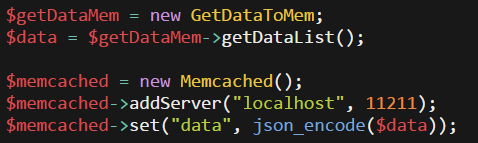 $getDataMem = new GetDataToMem;
$data = $getDataMem->getDataList();
$memcached = new Memcached();
$memcached->addServer("localhost", 11211);
$memcached->set("data", json_encode($data));